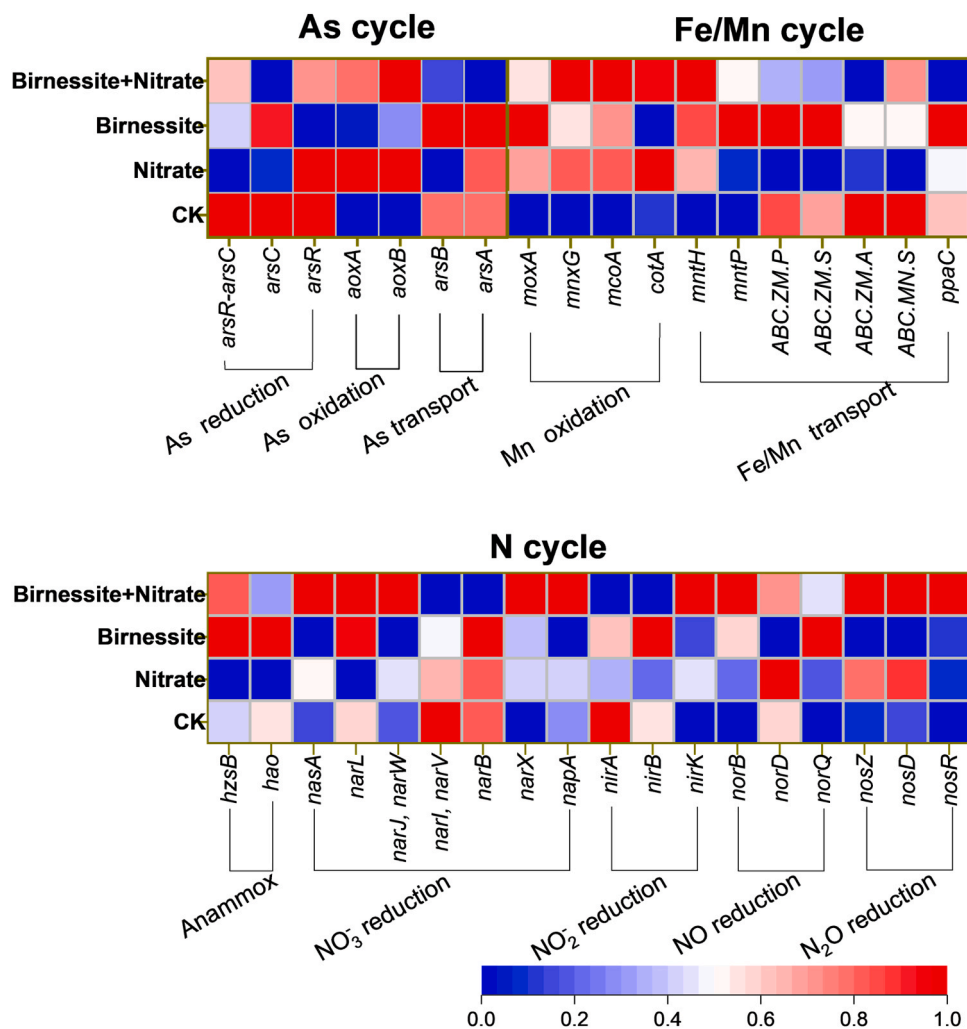 As cycle
Fe/Mn cycle
Birnessite+Nitrate
Birnessite
Nitrate
CK
arsR-arsC
arsC
arsR
aoxA
aoxB
arsB
arsA
moxA
mnxG
mcoA
cotA
mntH
mntP
ABC.ZM.P
ABC.ZM.S
ABC.ZM.A
ABC.MN.S
ppaC
As reduction
As oxidation
As transport
Mn oxidation
Fe/Mn transport
N cycle
Birnessite+Nitrate
Birnessite
Nitrate
CK
hzsB
hao
nasA
narL
narJ, narW
narI, narV
narB
narX
napA
nirA
nirB
nirK
norB
norD
norQ
nosZ
nosD
nosR
Anammox
NO₃⁻ reduction
NO₂⁻ reduction
NO reduction
N₂O reduction
0.0 0.2 0.4 0.6 0.8 1.0